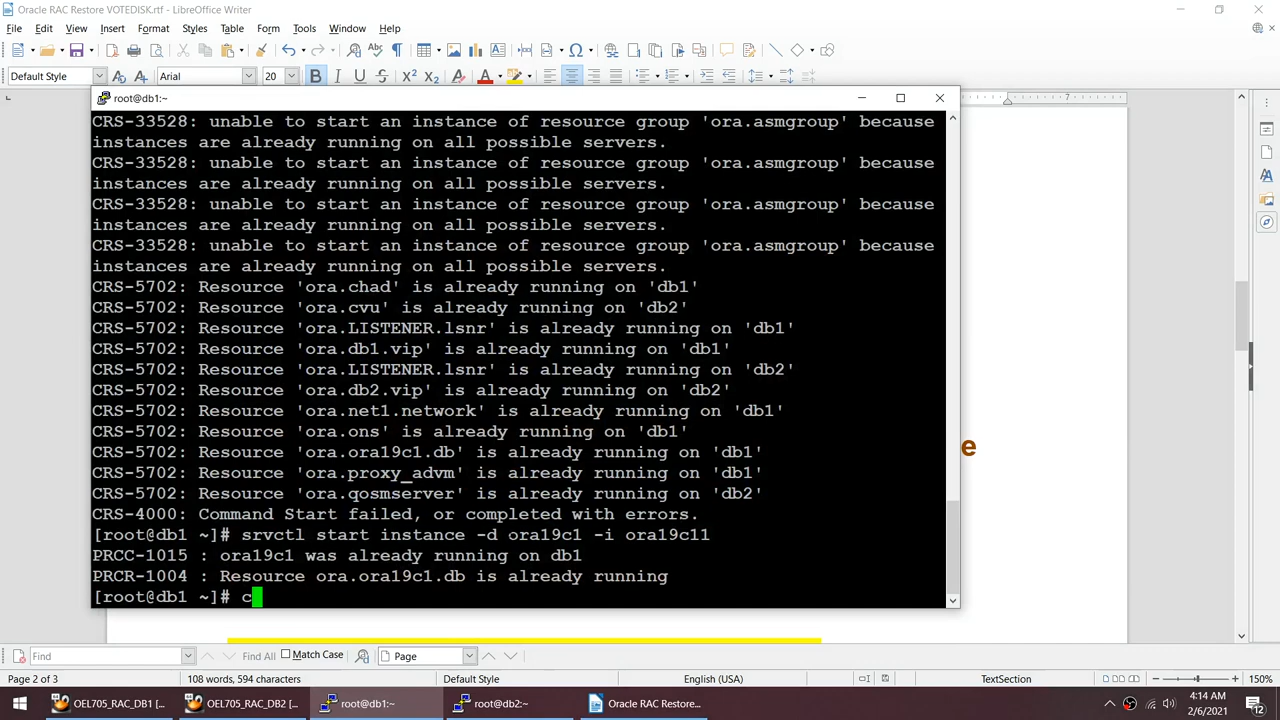 Oracle RAC Restore VOTEDISK.rtf - LibreOffice Writer
File Edit View Insert Format Styles Table Form Tools Window Help
Default Style Arial 20
root@db1:~
7
CRS-33528: unable to start an instance of resource group 'ora.asmgroup' because
instances are already running on all possible servers.
CRS-33528: unable to start an instance of resource group 'ora.asmgroup' because
instances are already running on all possible servers.
CRS-33528: unable to start an instance of resource group 'ora.asmgroup' because
instances are already running on all possible servers.
CRS-33528: unable to start an instance of resource group 'ora.asmgroup' because
instances are already running on all possible servers.
CRS-5702: Resource 'ora.chad' is already running on 'db1'
CRS-5702: Resource 'ora.cvu' is already running on 'db2'
CRS-5702: Resource 'ora.LISTENER.lsnr' is already running on 'db1'
CRS-5702: Resource 'ora.db1.vip' is already running on 'db1'
CRS-5702: Resource 'ora.LISTENER.lsnr' is already running on 'db2'
CRS-5702: Resource 'ora.db2.vip' is already running on 'db2'
CRS-5702: Resource 'ora.net1.network' is already running on 'db1'
CRS-5702: Resource 'ora.ons' is already running on 'db1'
e
CRS-5702: Resource 'ora.ora19c1.db' is already running on 'db1'
CRS-5702: Resource 'ora.proxy_advm' is already running on 'db1'
CRS-5702: Resource 'ora.qosmserver' is already running on 'db2'
CRS-4000: Command Start failed, or completed with errors.
[root@db1 ~]# srvctl start instance -d ora19c1 -i ora19c11
PRCC-1015 : ora19c1 was already running on db1
PRCR-1004 : Resource ora.ora19c1.db is already running
[root@db1 ~]# c
Find Find All Match Case Page
Page 2 of 3 108 words, 594 characters Default Style English (USA) TextSection 150%
OEL705_RAC_DB1 [... OEL705_RAC_DB2 [... root@db1:~ root@db2:~ Oracle RAC Restore...
4:14 AM
2/6/2021
12